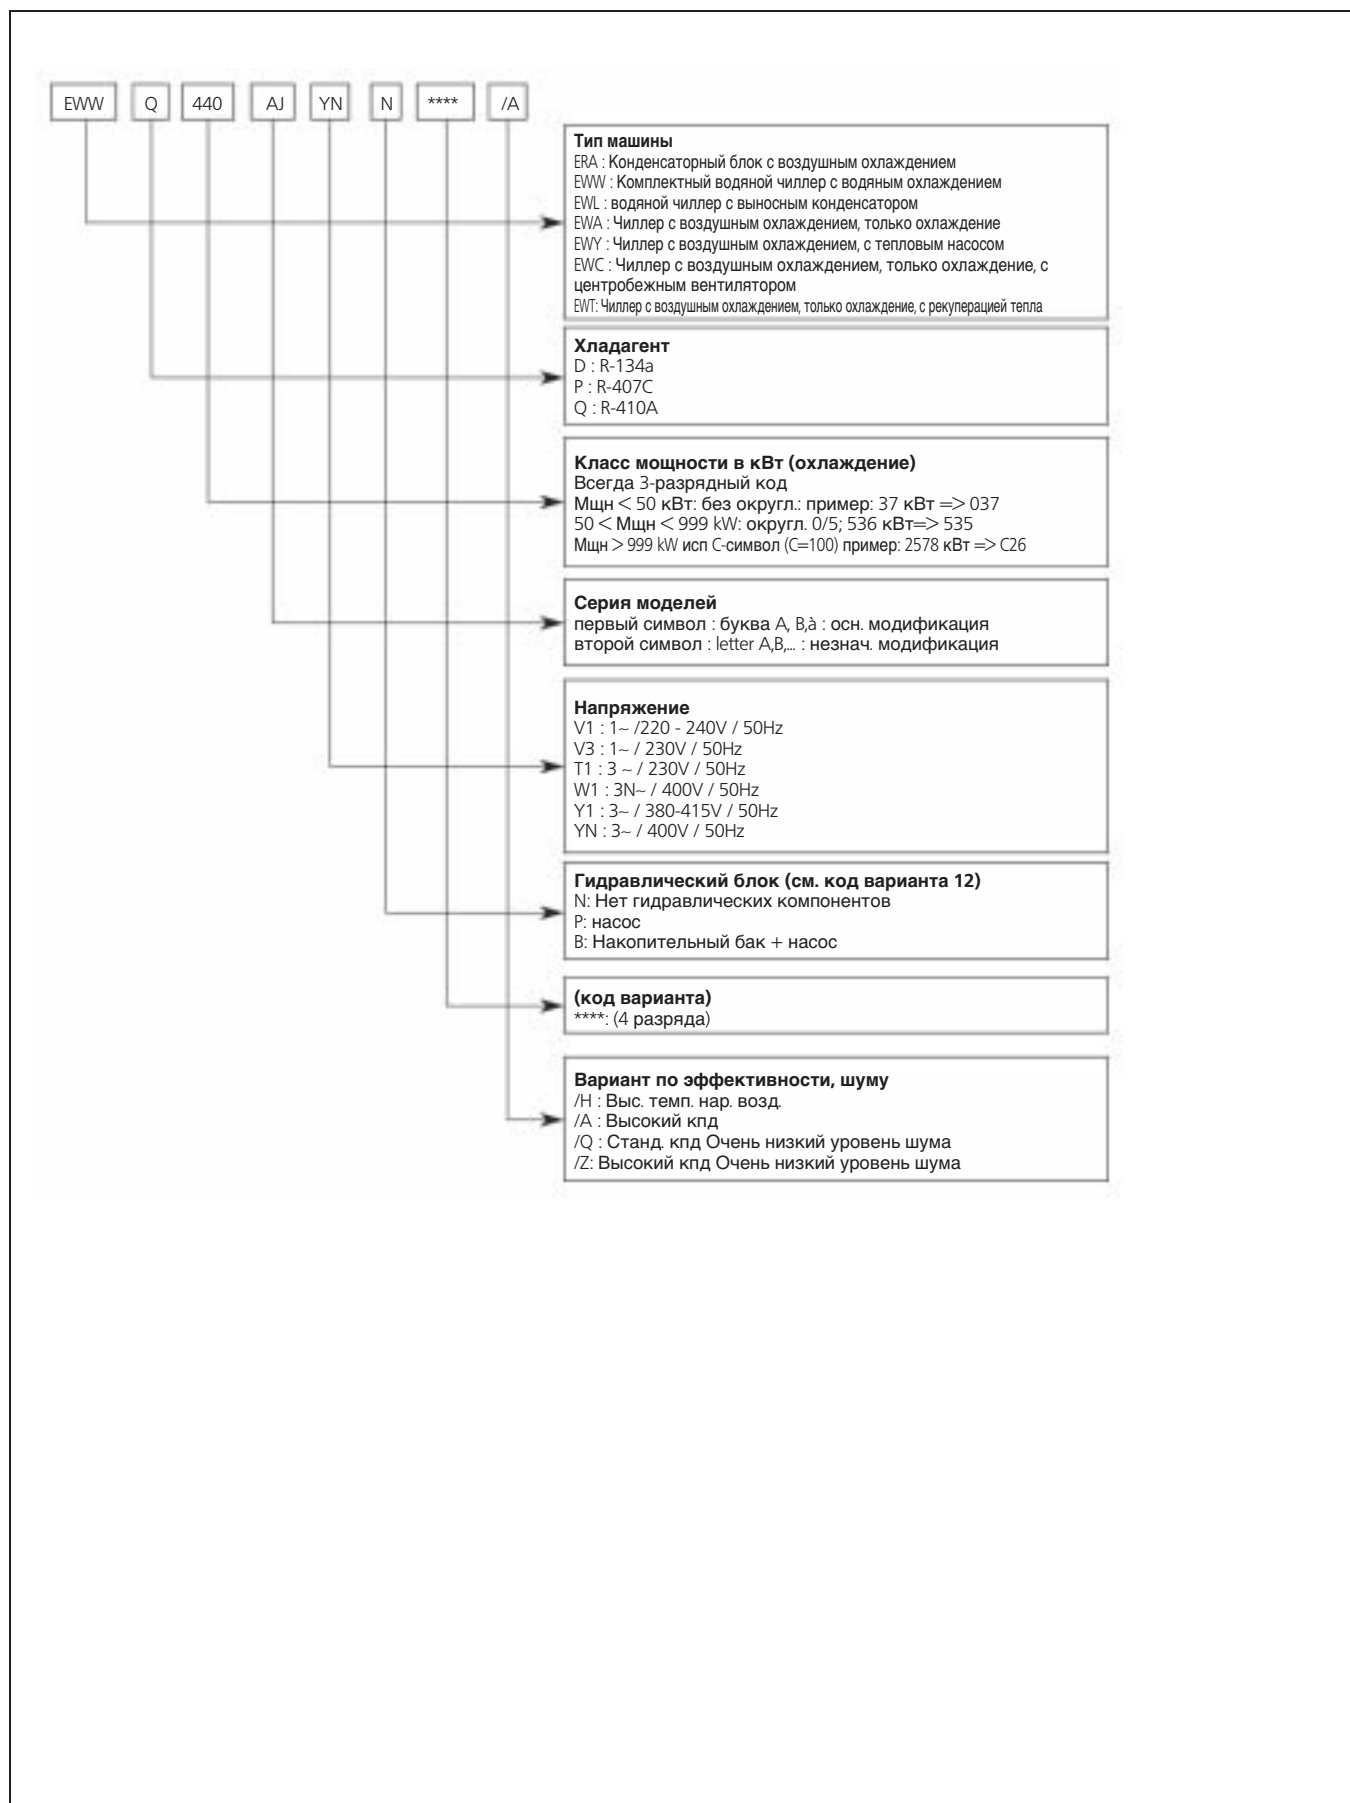 EWW Q 440 AJ YN N **** /A
Тип машины
ERA : Конденсаторный блок с воздушным охлаждением
EWW : Комплектный водяной чиллер с водяным охлаждением
EWL : водяной чиллер с выносным конденсатором
EWA : Чиллер с воздушным охлаждением, только охлаждение
EWY : Чиллер с воздушным охлаждением, с тепловым насосом
EWC : Чиллер с воздушным охлаждением, только охлаждение, с
центробежным вентилятором
EWT: Чиллер с воздушным охлаждением, только охлаждение, с рекуперацией тепла
Хладагент
D : R-134a
P : R-407C
Q : R-410A
Класс мощности в кВт (охлаждение)
Всегда 3-разрядный код
Мщн < 50 кВт: без округл.: пример: 37 кВт => 037
50 < Мщн < 999 kW: округл. 0/5; 536 кВт=> 535
Мщн > 999 kW исп С-символ (С=100) пример: 2578 кВт => C26
Серия моделей
первый символ : буква А, В,à : осн. модификация
второй символ : letter A,B,... : незнач. модификация
Напряжение
V1 : 1~ /220 - 240V / 50Hz
V3 : 1~ / 230V / 50Hz
T1 : 3 ~ / 230V / 50Hz
W1 : 3N~ / 400V / 50Hz
Y1 : 3~ / 380-415V / 50Hz
YN : 3~ / 400V / 50Hz
Гидравлический блок (см. код варианта 12)
N: Нет гидравлических компонентов
P: насос
B: Накопительный бак + насос
(код варианта)
****: (4 разряда)
Вариант по эффективности, шуму
/H : Выс. темп. нар. возд.
/A : Высокий кпд
/Q : Станд. кпд Очень низкий уровень шума
/Z: Высокий кпд Очень низкий уровень шума